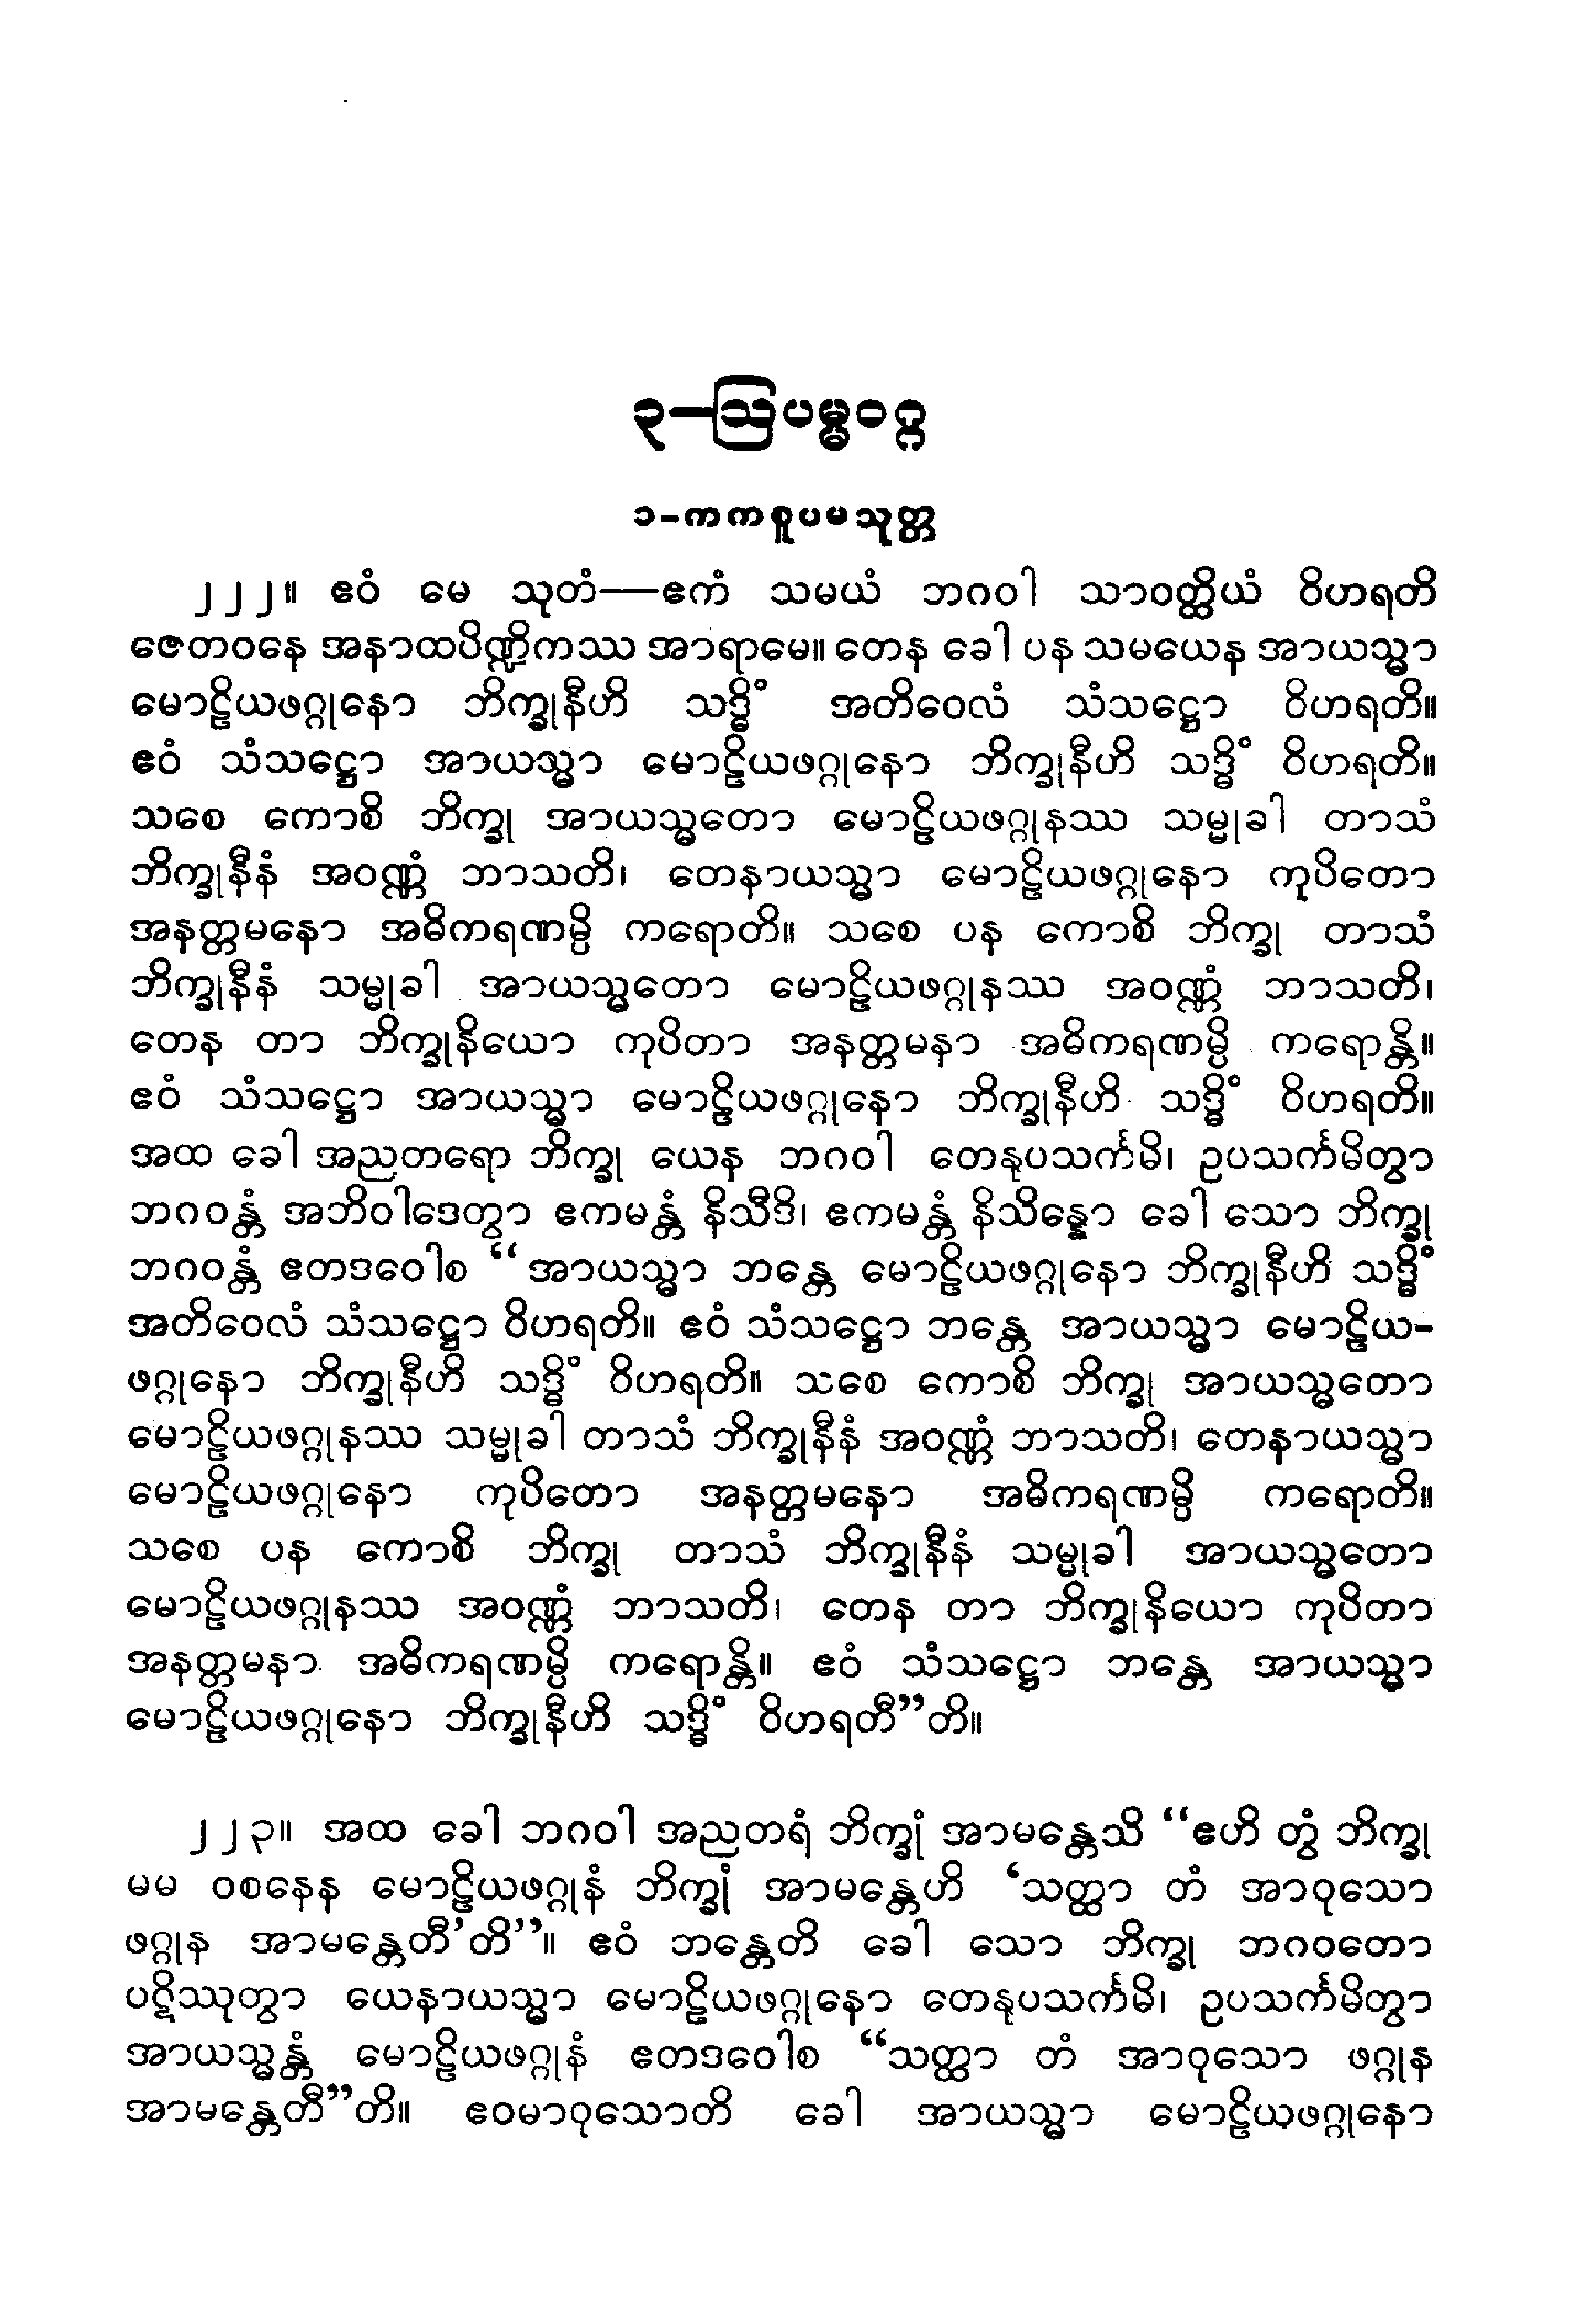 ၃—ဩပမ္မဝဂ္ဂ
၁-ကကစူပမသုတ္တ
၂၂၂။ ဧဝံ မေ သုတံ—ဧကံ သမယံ ဘဂဝါ သာဝတ္ထိယံ ဝိဟရတိ
ဇေတဝနေ အနာထပိဏ္ဍိကဿ အာရာမေ။ တေန ခေါ ပန သမယေန အာယသ္မာ
မောဠိယဖဂ္ဂုနော ဘိက္ခုနီဟိ သဒ္ဓိံ အတိဝေလံ သံသဋ္ဌော ဝိဟရတိ။
ဧဝံ သံသဋ္ဌော အာယသ္မာ မောဠိယဖဂ္ဂုနော ဘိက္ခုနီဟိ သဒ္ဓိံ ဝိဟရတိ။
သစေ ကောစိ ဘိက္ခု အာယသ္မတော မောဠိယဖဂ္ဂုနဿ သမ္မုခါ တာသံ
ဘိက္ခုနီနံ အဝဏ္ဏံ ဘာသတိ၊ တေနာယသ္မာ မောဠိယဖဂ္ဂုနော ကုပိတော
အနတ္တမနော အဓိကရဏမ္ပိ ကရောတိ။ သစေ ပန ကောစိ ဘိက္ခု တာသံ
ဘိက္ခုနီနံ သမ္မုခါ အာယသ္မတော မောဠိယဖဂ္ဂုနဿ အဝဏ္ဏံ ဘာသတိ၊
တေန တာ ဘိက္ခုနိယော ကုပိတာ အနတ္တမနာ အဓိကရဏမ္ပိ ကရောန္တိ။
ဧဝံ သံသဋ္ဌော အာယသ္မာ မောဠိယဖဂ္ဂုနော ဘိက္ခုနီဟိ သဒ္ဓိံ ဝိဟရတိ။
အထ ခေါ အညတရော ဘိက္ခု ယေန ဘဂဝါ တေနုပသင်္ကမိ၊ ဥပသင်္ကမိတွာ
ဘဂဝန္တံ အဘိဝါဒေတွာ ဧကမန္တံ နိသီဒိ၊ ဧကမန္တံ နိသိန္နော ခေါ သော ဘိက္ခု
ဘဂဝန္တံ ဧတဒဝေါစ “အာယသ္မာ ဘန္တေ မောဠိယဖဂ္ဂုနော ဘိက္ခုနီဟိ သဒ္ဓိံ
အတိဝေလံ သံသဋ္ဌော ဝိဟရတိ။ ဧဝံ သံသဋ္ဌော ဘန္တေ အာယသ္မာ မောဠိယ-
ဖဂ္ဂုနော ဘိက္ခုနီဟိ သဒ္ဓိံ ဝိဟရတိ။ သစေ ကောစိ ဘိက္ခု အာယသ္မတော
မောဠိယဖဂ္ဂုနဿ သမ္မုခါ တာသံ ဘိက္ခုနီနံ အဝဏ္ဏံ ဘာသတိ၊ တေနာယသ္မာ
မောဠိယဖဂ္ဂုနော ကုပိတော အနတ္တမနော အဓိကရဏမ္ပိ ကရောတိ။
သစေ ပန ကောစိ ဘိက္ခု တာသံ ဘိက္ခုနီနံ သမ္မုခါ အာယသ္မတော
မောဠိယဖဂ္ဂုနဿ အဝဏ္ဏံ ဘာသတိ၊ တေန တာ ဘိက္ခုနိယော ကုပိတာ
အနတ္တမနာ အဓိကရဏမ္ပိ ကရောန္တိ။ ဧဝံ သံသဋ္ဌော ဘန္တေ အာယသ္မာ
မောဠိယဖဂ္ဂုနော ဘိက္ခုနီဟိ သဒ္ဓိံ ဝိဟရတီ”တိ။
၂၂၃။ အထ ခေါ ဘဂဝါ အညတရံ ဘိက္ခုံ အာမန္တေသိ “ဧဟိ တွံ ဘိက္ခု
မမ ဝစနေန မောဠိယဖဂ္ဂုနံ ဘိက္ခုံ အာမန္တေဟိ ‘သတ္ထာ တံ အာဝုသော
ဖဂ္ဂုန အာမန္တေတီ’တိ”။ ဧဝံ ဘန္တေတိ ခေါ သော ဘိက္ခု ဘဂဝတော
ပဋိဿုတွာ ယေနာယသ္မာ မောဠိယဖဂ္ဂုနော တေနုပသင်္ကမိ၊ ဥပသင်္ကမိတွာ
အာယသ္မန္တံ မောဠိယဖဂ္ဂုနံ ဧတဒဝေါစ “သတ္ထာ တံ အာဝုသော ဖဂ္ဂုန
အာမန္တေတီ”တိ။ ဧဝမာဝုသောတိ ခေါ အာယသ္မာ မောဠိယဖဂ္ဂုနော